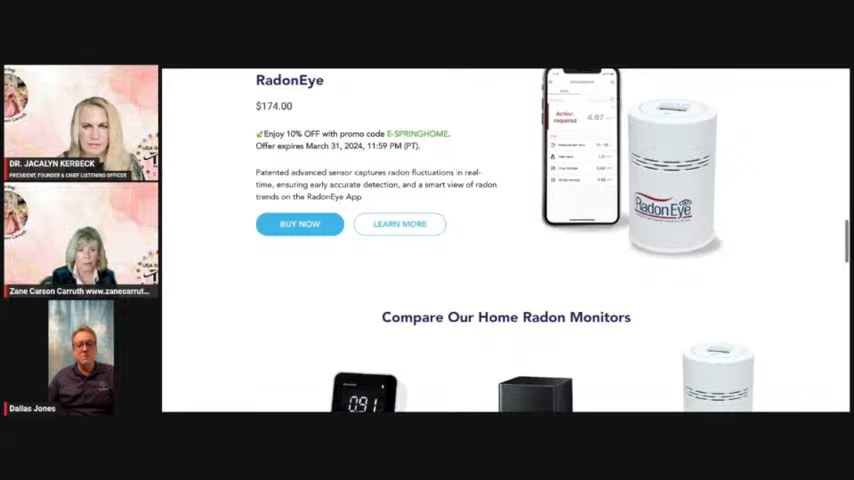 DR. JACALYN KERBECK
PRESIDENT, FOUNDER & CHIEF LISTENING OFFICER
Zane Carson Carruth www.zanecarrut...
Dallas Jones
RadonEye
$174.00
Enjoy 10% OFF with promo code E-SPRINGHOME.
Offer expires March 31, 2024, 11:59 PM (PT).
Patented advanced sensor captures radon fluctuations in real-
time, ensuring early accurate detection, and a smart view of radon
trends on the RadonEye App
BUY NOW
LEARN MORE
Action
required
4.07
RadonEye
Compare Our Home Radon Monitors
0.91